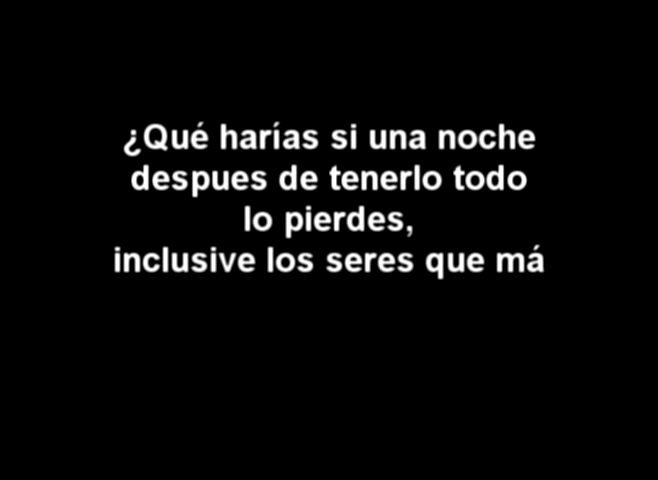 ¿Qué harías si una noche
despues de tenerlo todo
lo pierdes,
inclusive los seres que má